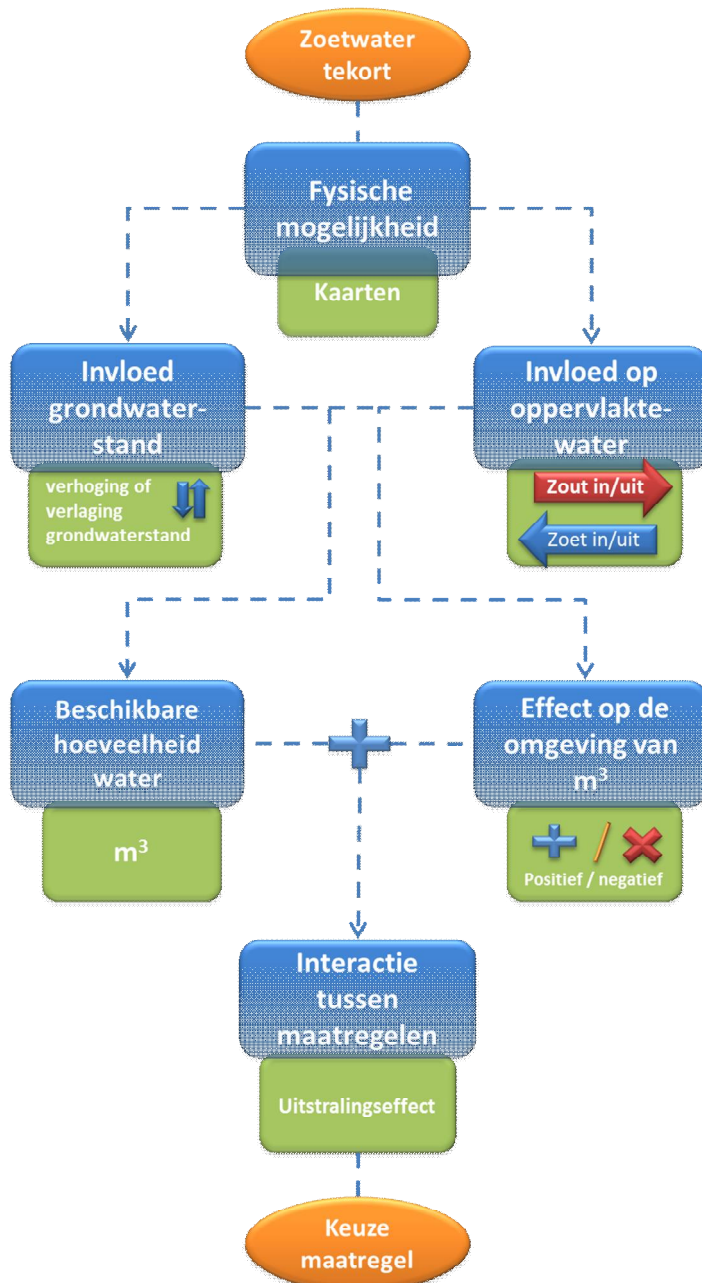 Zoetwater
tekort
Fysische
mogelijkheid
Kaarten
Invloed
grondwater-
stand
verhoging of
verlaging
grondwaterstand
Invloed op
oppervlakte-
water
Zout in/uit
Zoet in/uit
Beschikbare
hoeveelheid
water
m³
Effect op de
omgeving van
m³
Positief / negatief
Interactie
tussen
maatregelen
Uitstralingseffect
Keuze
maatregel